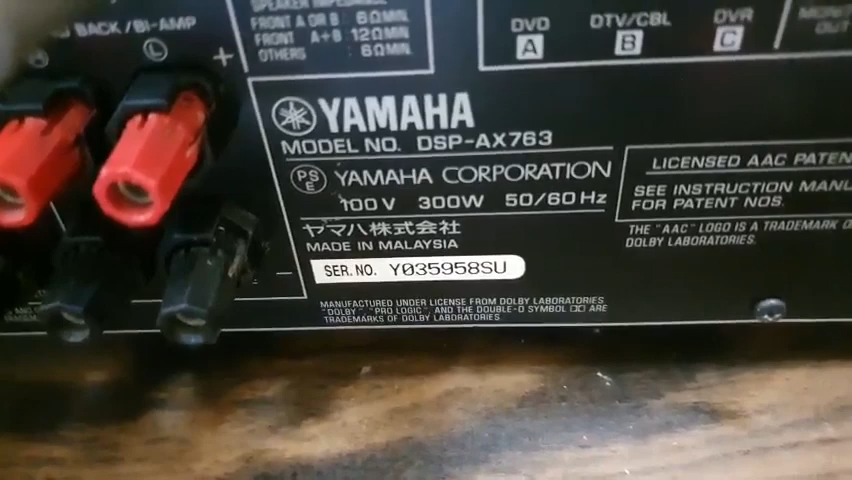 SPEAKER IMPEDANCE
FRONT A OR B : 6ΩMIN.
FRONT A+B : 12ΩMIN.
OTHERS : 6ΩMIN.
BACK/BI-AMP
L
+
DVD
A
DTV/CBL
B
DVR
C
OUT
YAMAHA
MODEL NO. DSP-AX763
PS
E
YAMAHA CORPORATION
100V 300W 50/60Hz
ヤマハ株式会社
MADE IN MALAYSIA
SER. NO. Y035958SU
LICENSED AAC PATEN
SEE INSTRUCTION MANU
FOR PATENT NOS.
THE "AAC" LOGO IS A TRADEMARK O
DOLBY LABORATORIES.
MANUFACTURED UNDER LICENSE FROM DOLBY LABORATORIES
"DOLBY", "PRO LOGIC", AND THE DOUBLE-D SYMBOL ARE
TRADEMARKS OF DOLBY LABORATORIES.